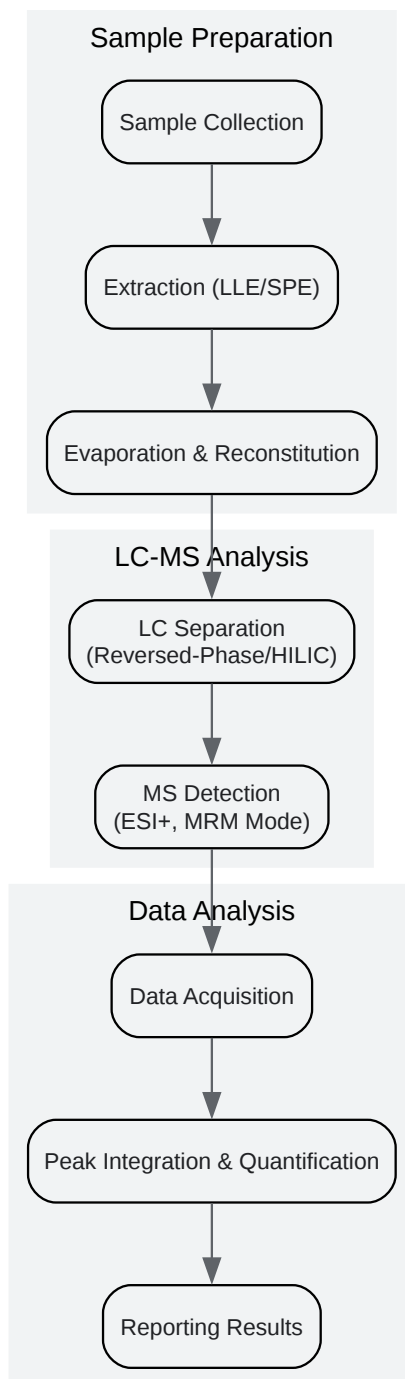 Sample Preparation
Sample Collection
Extraction (LLE/SPE)
Evaporation & Reconstitution
LC-MS Analysis
LC Separation
(Reversed-Phase/HILIC)
MS Detection
(ESI+, MRM Mode)
Data Analysis
Data Acquisition
Peak Integration & Quantification
Reporting Results